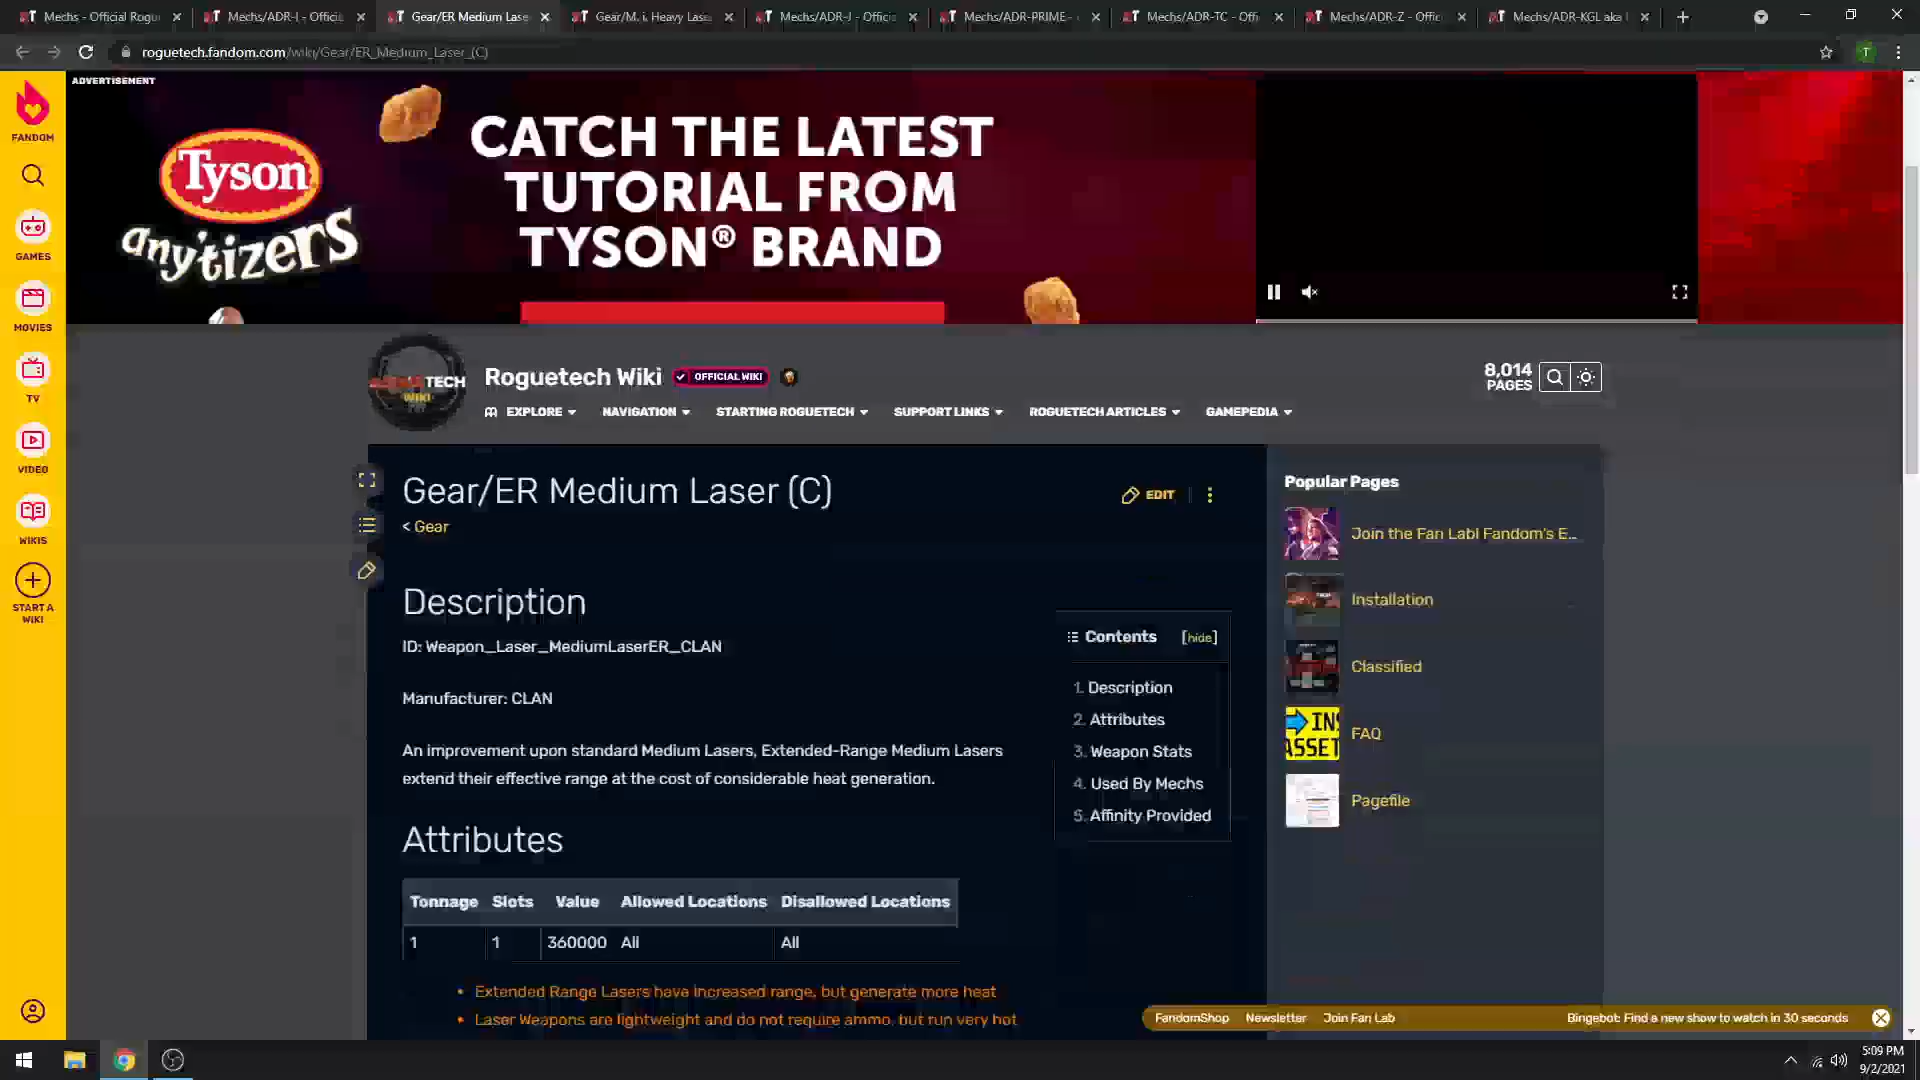 Mechs - Official Rogu
Mechs/ADR-I - Offici
Gear/ER Medium Lase
Gear/M. i. Heavy Lase
Mechs/ADR-J - Officia
Mechs/ADR-PRIME -
Mechs/ADR-TC - Offi
Mechs/ADR-Z - Offic
Mechs/ADR-KGL aka
roguetech.fandom.com/wiki/Gear/ER_Medium_Laser_(C)
T
ADVERTISEMENT
Tyson
any'tizers
CATCH THE LATEST
TUTORIAL FROM
TYSON® BRAND
FANDOM
GAMES
MOVIES
TV
VIDEO
WIKIS
START A
WIKI
Roguetech Wiki
OFFICIAL WIKI
8,014
PAGES
EXPLORE
NAVIGATION
STARTING ROGUETECH
SUPPORT LINKS
ROGUETECH ARTICLES
GAMEPEDIA
Gear/ER Medium Laser (C)
EDIT
< Gear
Description
ID: Weapon_Laser_MediumLaserER_CLAN
Manufacturer: CLAN
An improvement upon standard Medium Lasers, Extended-Range Medium Lasers
extend their effective range at the cost of considerable heat generation.
Contents [hide]
1. Description
2. Attributes
3. Weapon Stats
4. Used By Mechs
5. Affinity Provided
Attributes
Tonnage Slots Value Allowed Locations Disallowed Locations
1 1 360000 All All
• Extended Range Lasers have increased range, but generate more heat
• Laser Weapons are lightweight and do not require ammo, but run very hot
Popular Pages
Join the Fan Lab! Fandom's E...
Installation
Classified
FAQ
Pagefile
FandomShop Newsletter Join Fan Lab
Bingebot: Find a new show to watch in 30 seconds
5:09 PM
9/2/2021